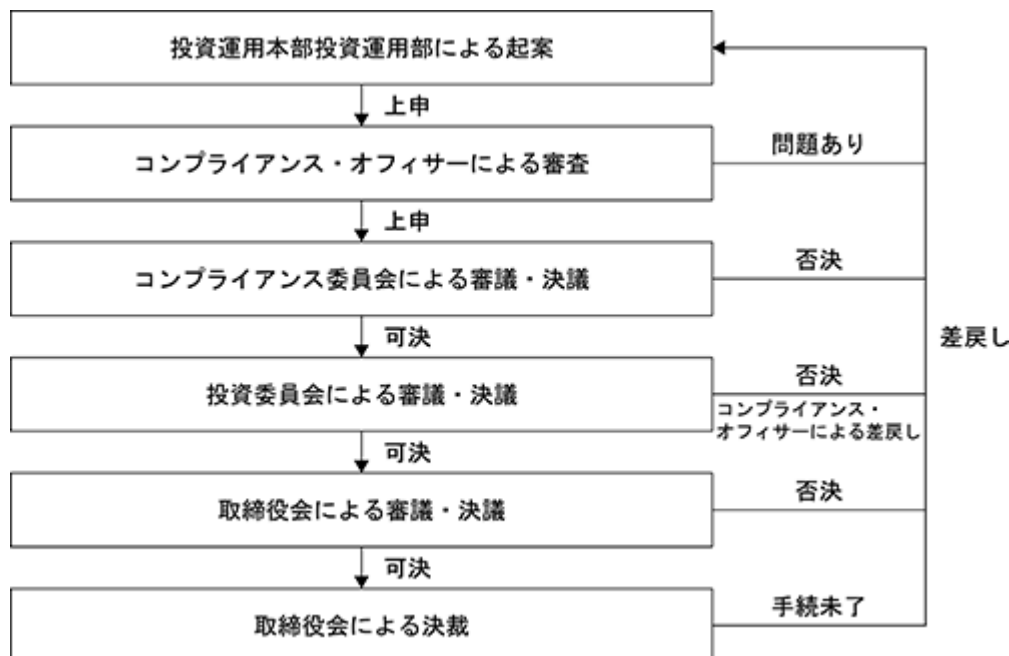 投資運用本部投資運用部による起案
上申
コンプライアンス・オフィサーによる審査
問題あり
上申
コンプライアンス委員会による審議・決議
否決
可決
差戻し
投資委員会による審議・決議
否決
コンプライアンス・
オフィサーによる差戻し
可決
取締役会による審議・決議
否決
可決
取締役会による決裁
手続未了